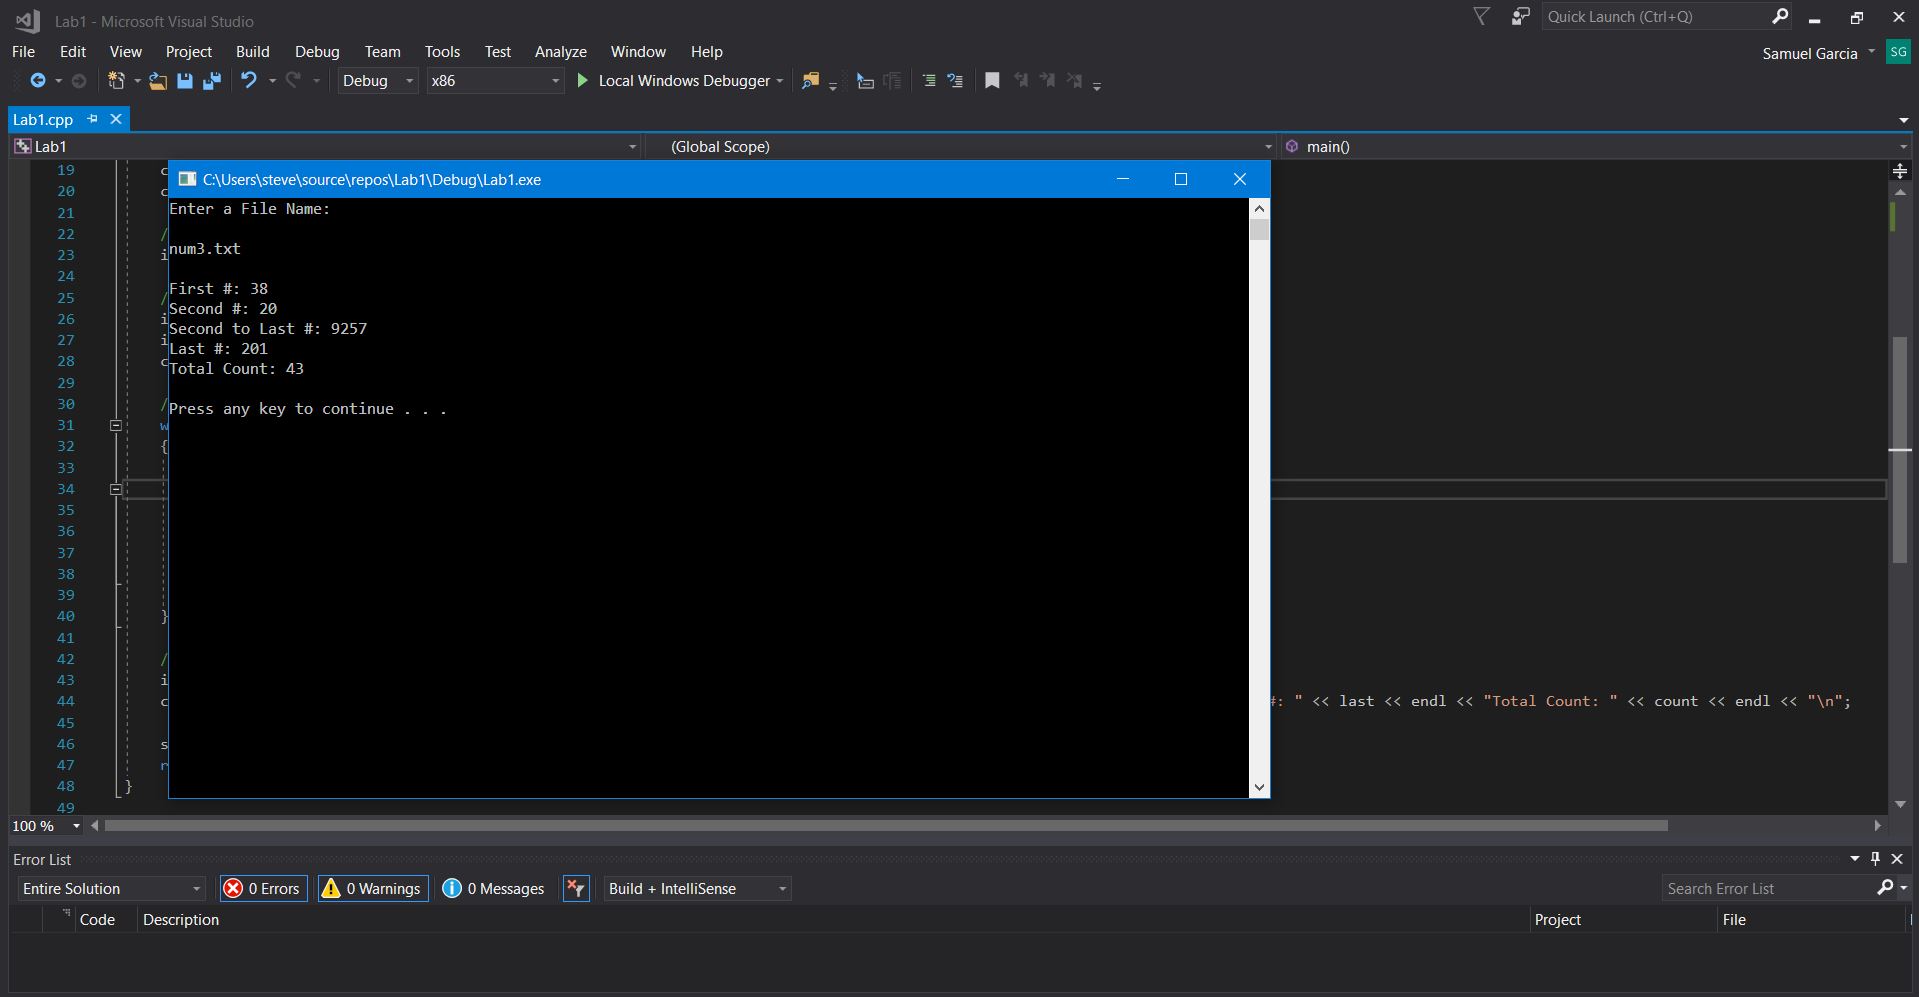 Lab1 - Microsoft Visual Studio
Quick Launch (Ctrl+Q)
File Edit View Project Build Debug Team Tools Test Analyze Window Help
Samuel Garcia SG
Debug x86 Local Windows Debugger
Lab1.cpp
Lab1 (Global Scope) main()
C:\Users\steve\source\repos\Lab1\Debug\Lab1.exe
Enter a File Name:
num3.txt
First #: 38
Second #: 20
Second to Last #: 9257
Last #: 201
Total Count: 43
Press any key to continue . . .
19 c
20 c
21
22 /
23 i
24
25 /
26 i
27 i
28 c
29
30 /
31 w
32 {
33
34
35
36
37
38
39
40 }
41
42 /
43 i
44 c #: " << last << endl << "Total Count: " << count << endl << "\n";
45
46 s
47 r
48 }
49
100 %
Error List
Entire Solution 0 Errors 0 Warnings 0 Messages Build + IntelliSense Search Error List
Code Description Project File